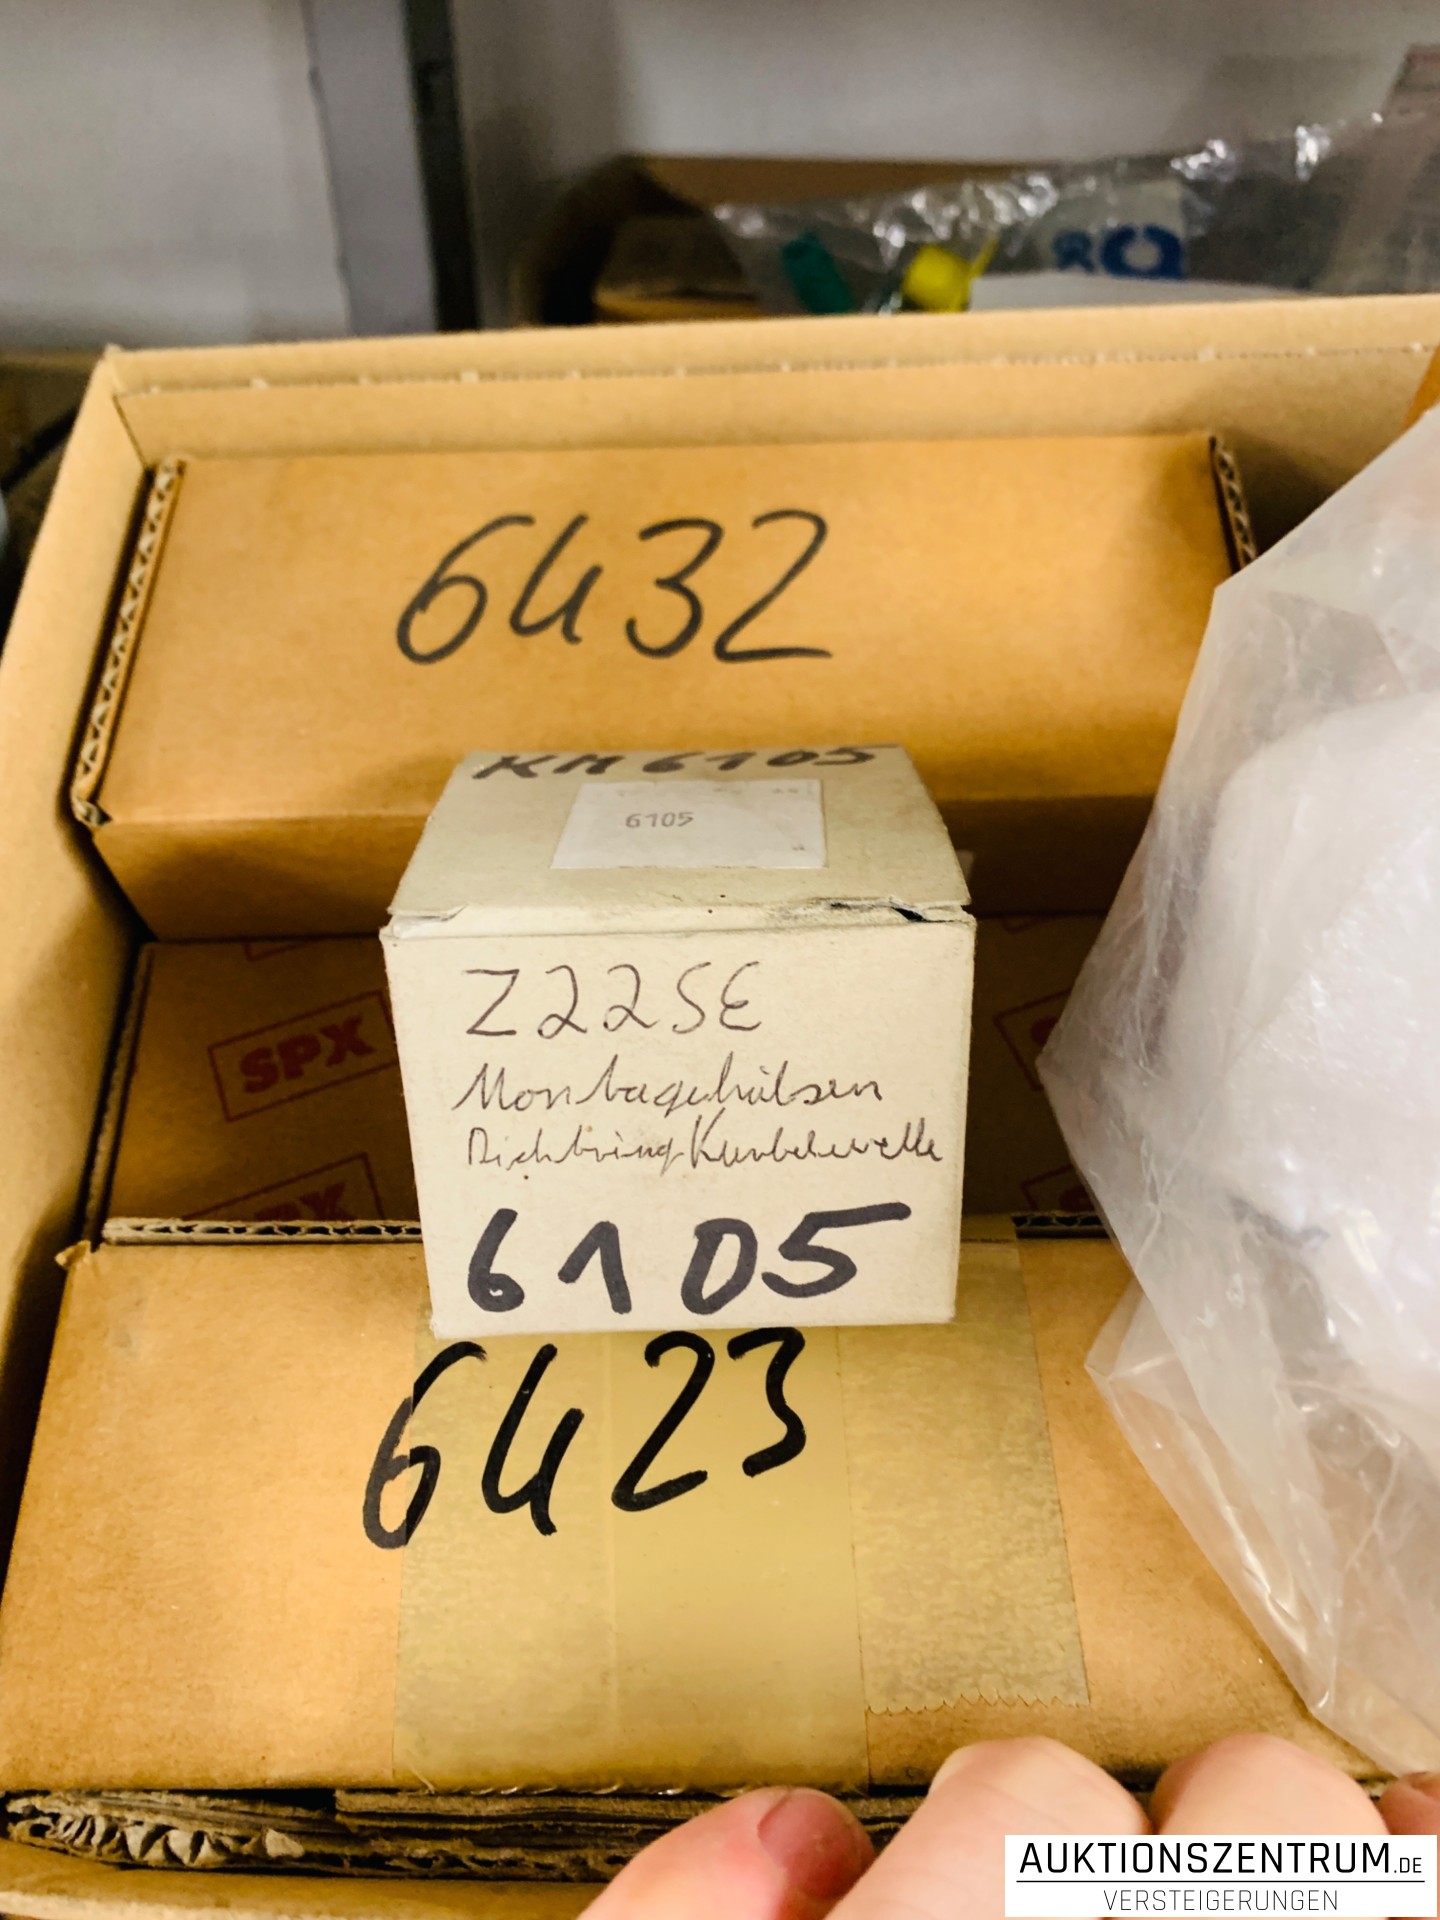 6432
KM 6105
6105
Z22SE
Montagehülsen
Dichtring Kurbelwelle
6105
SPX
SPX
6423
AUKTIONSZENTRUM.DE
VERSTEIGERUNGEN